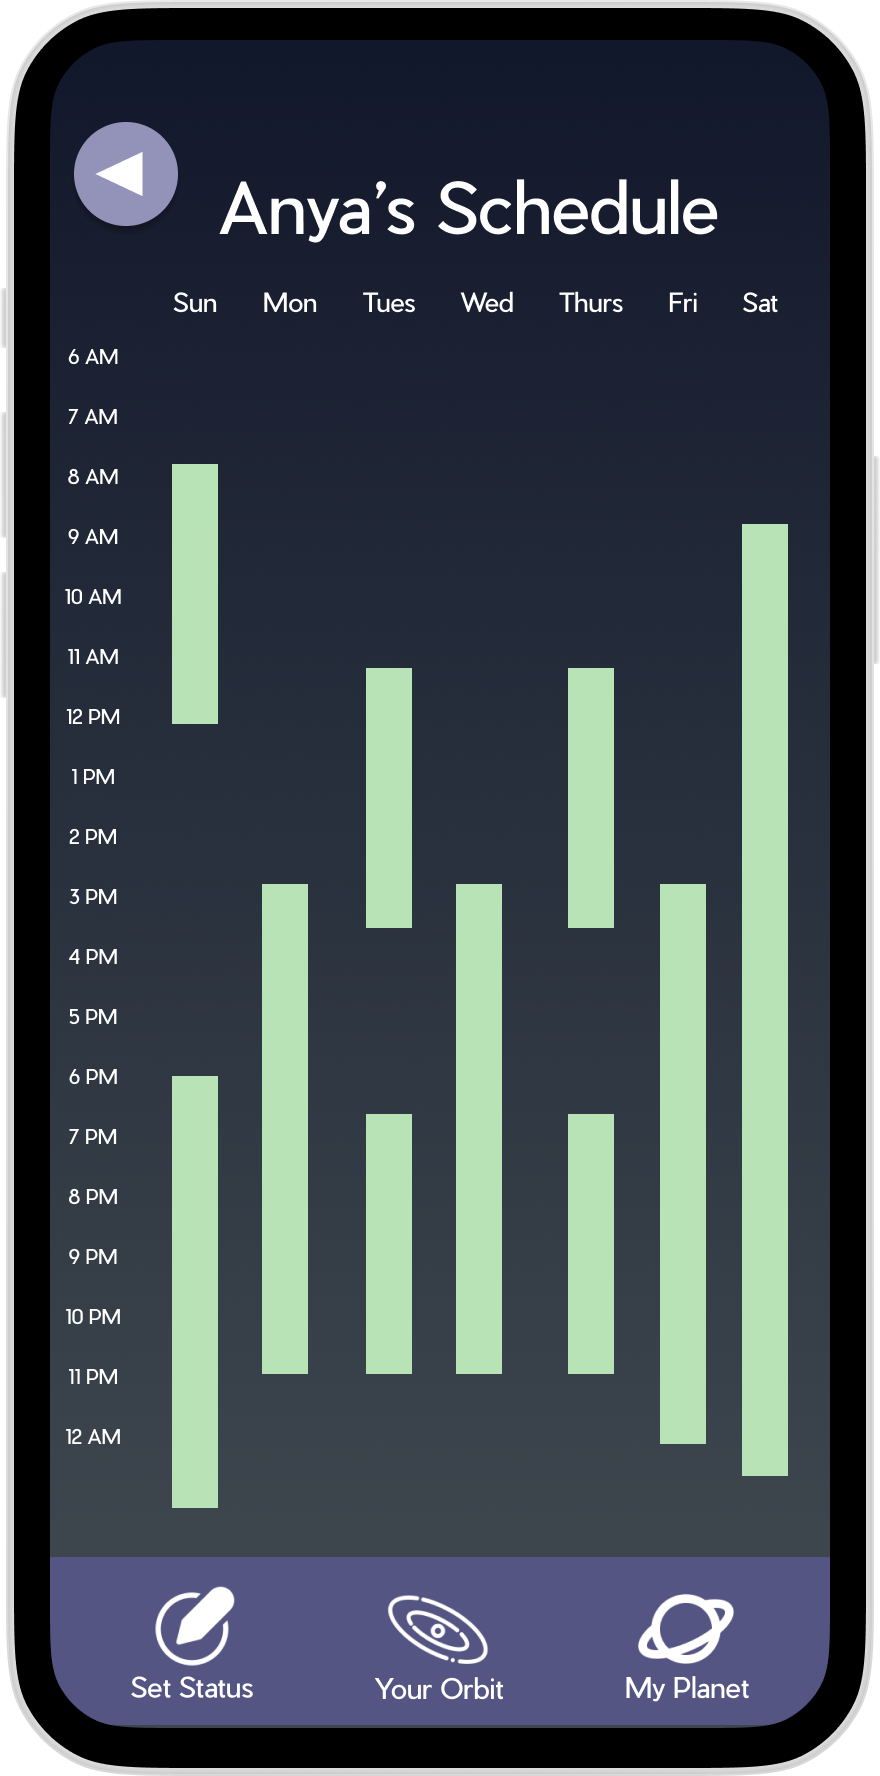 Anya’s Schedule
Sun Mon Tues Wed Thurs Fri Sat
6 AM
7 AM
8 AM
9 AM
10 AM
11 AM
12 PM
1 PM
2 PM
3 PM
4 PM
5 PM
6 PM
7 PM
8 PM
9 PM
10 PM
11 PM
12 AM
Set Status Your Orbit My Planet